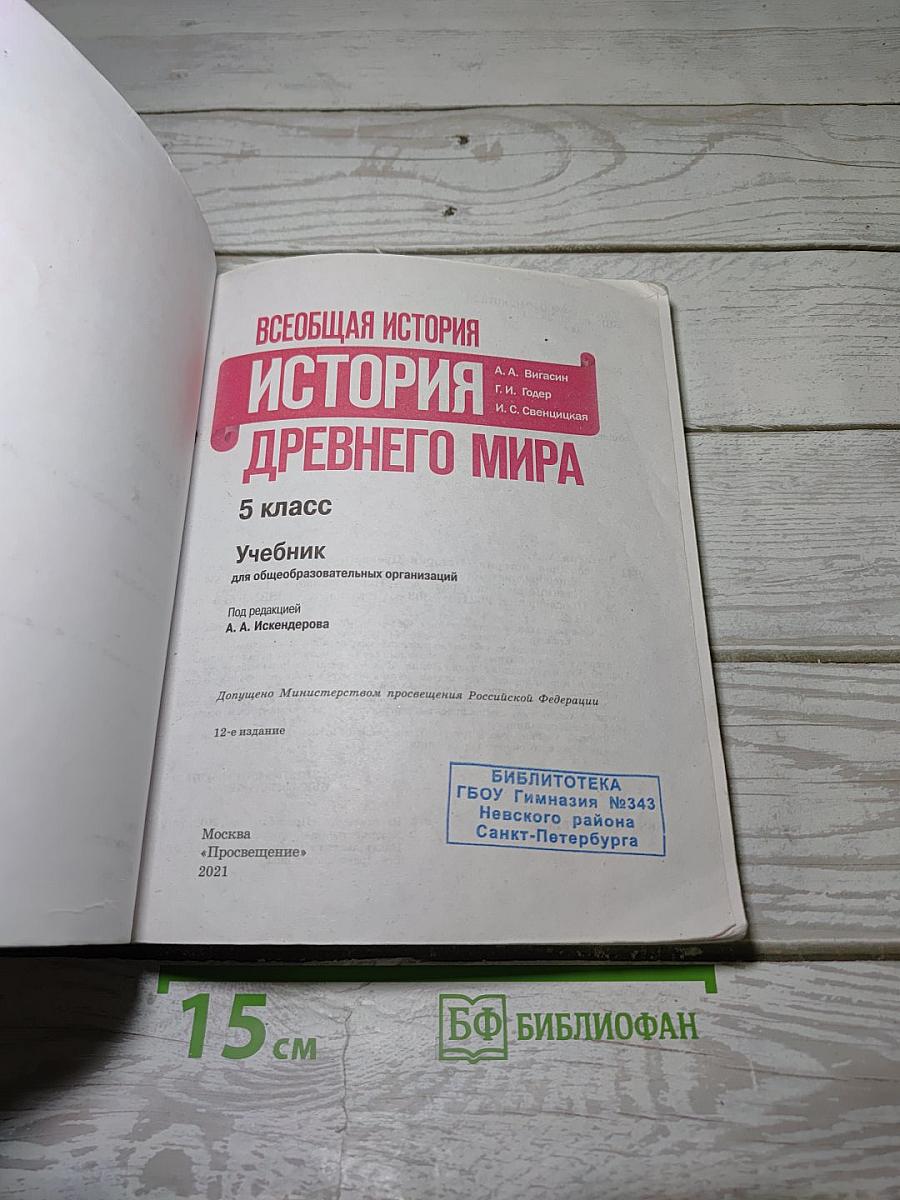 ВСЕОБЩАЯ ИСТОРИЯ
ИСТОРИЯ
А. А. Вигасин
Г. И. Годер
И. С. Свенцицкая
ДРЕВНЕГО МИРА
5 класс
Учебник
для общеобразовательных организаций
Под редакцией
А. А. Искендерова
Допущено Министерством просвещения Российской Федерации
12-е издание
БИБЛИТОТЕКА
ГБОУ Гимназия №343
Невского района
Санкт-Петербурга
Москва
«Просвещение»
2021
15 см
БФ БИБЛИОФАН